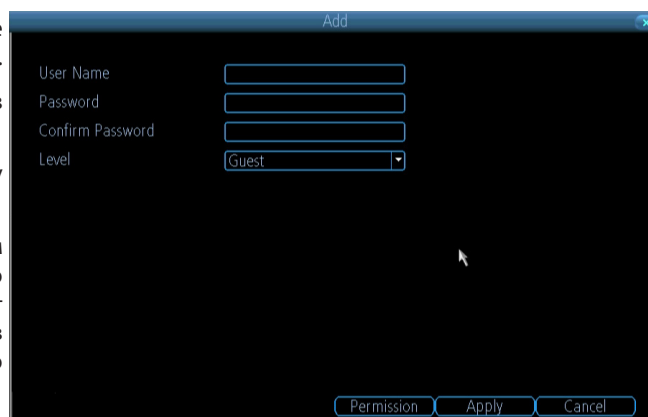 Add
User Name
Password
Confirm Password
Level
Guest
Permission Apply Cancel